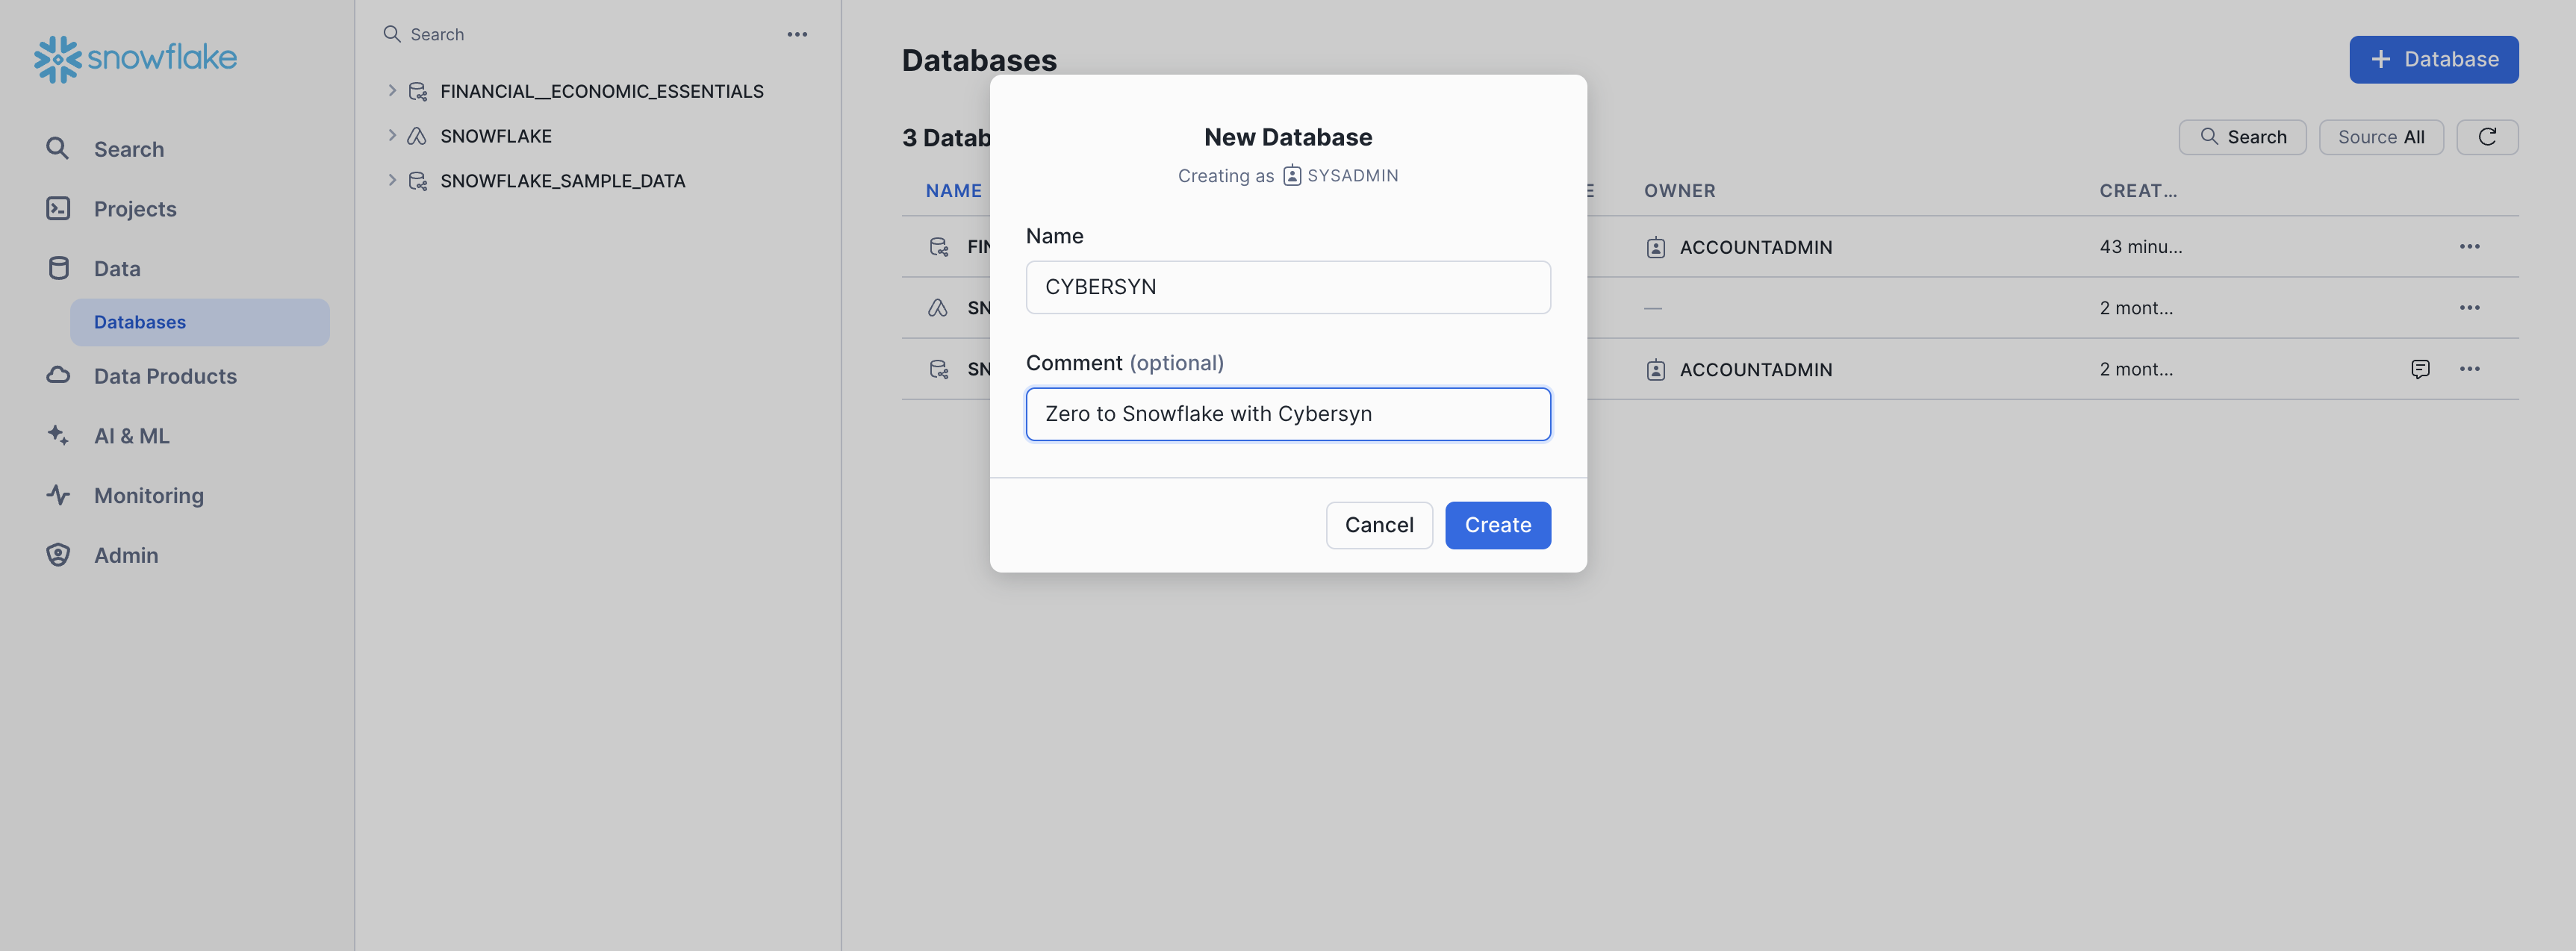 snowflake
Search
Projects
Data
Databases
Data Products
AI & ML
Monitoring
Admin
Search
FINANCIAL__ECONOMIC_ESSENTIALS
SNOWFLAKE
SNOWFLAKE_SAMPLE_DATA
Databases
Database
3 Datab
Search
Source All
NAME
E
OWNER
CREAT...
FIN
ACCOUNTADMIN
43 minu...
SN
—
2 mont...
SN
ACCOUNTADMIN
2 mont...
New Database
Creating as SYSADMIN
Name
CYBERSYN
Comment (optional)
Zero to Snowflake with Cybersyn
Cancel
Create